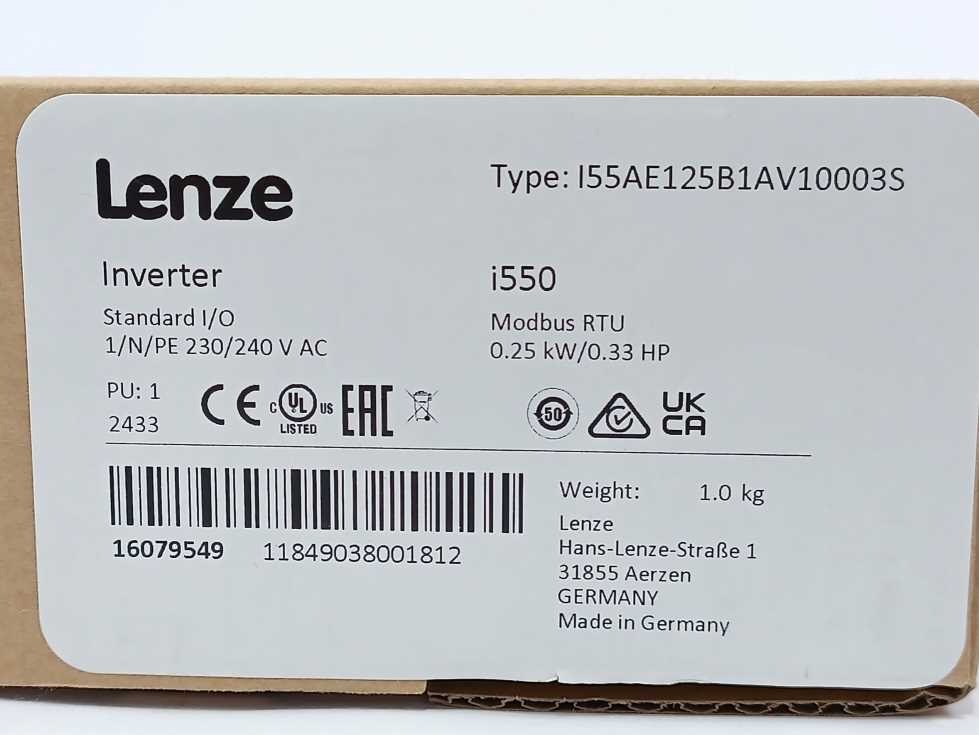 Lenze
Type: I55AE125B1AV10003S
Inverter
i550
Standard I/O
Modbus RTU
1/N/PE 230/240 V AC
0.25 kW/0.33 HP
PU: 1
2433
CE
C UL US
LISTED
EAC
50
UK
CA
16079549 11849038001812
Weight: 1.0 kg
Lenze
Hans-Lenze-Straße 1
31855 Aerzen
GERMANY
Made in Germany